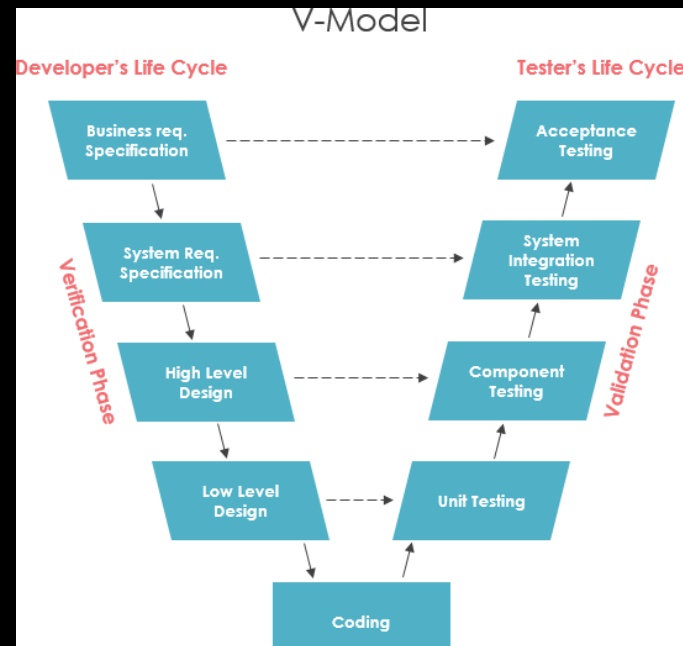 V-Model
Developer's Life Cycle
Tester's Life Cycle
Business req.
Specification
Acceptance
Testing
System Req.
Specification
System
Integration
Testing
Verification Phase
Validation Phase
High Level
Design
Component
Testing
Low Level
Design
Unit Testing
Coding